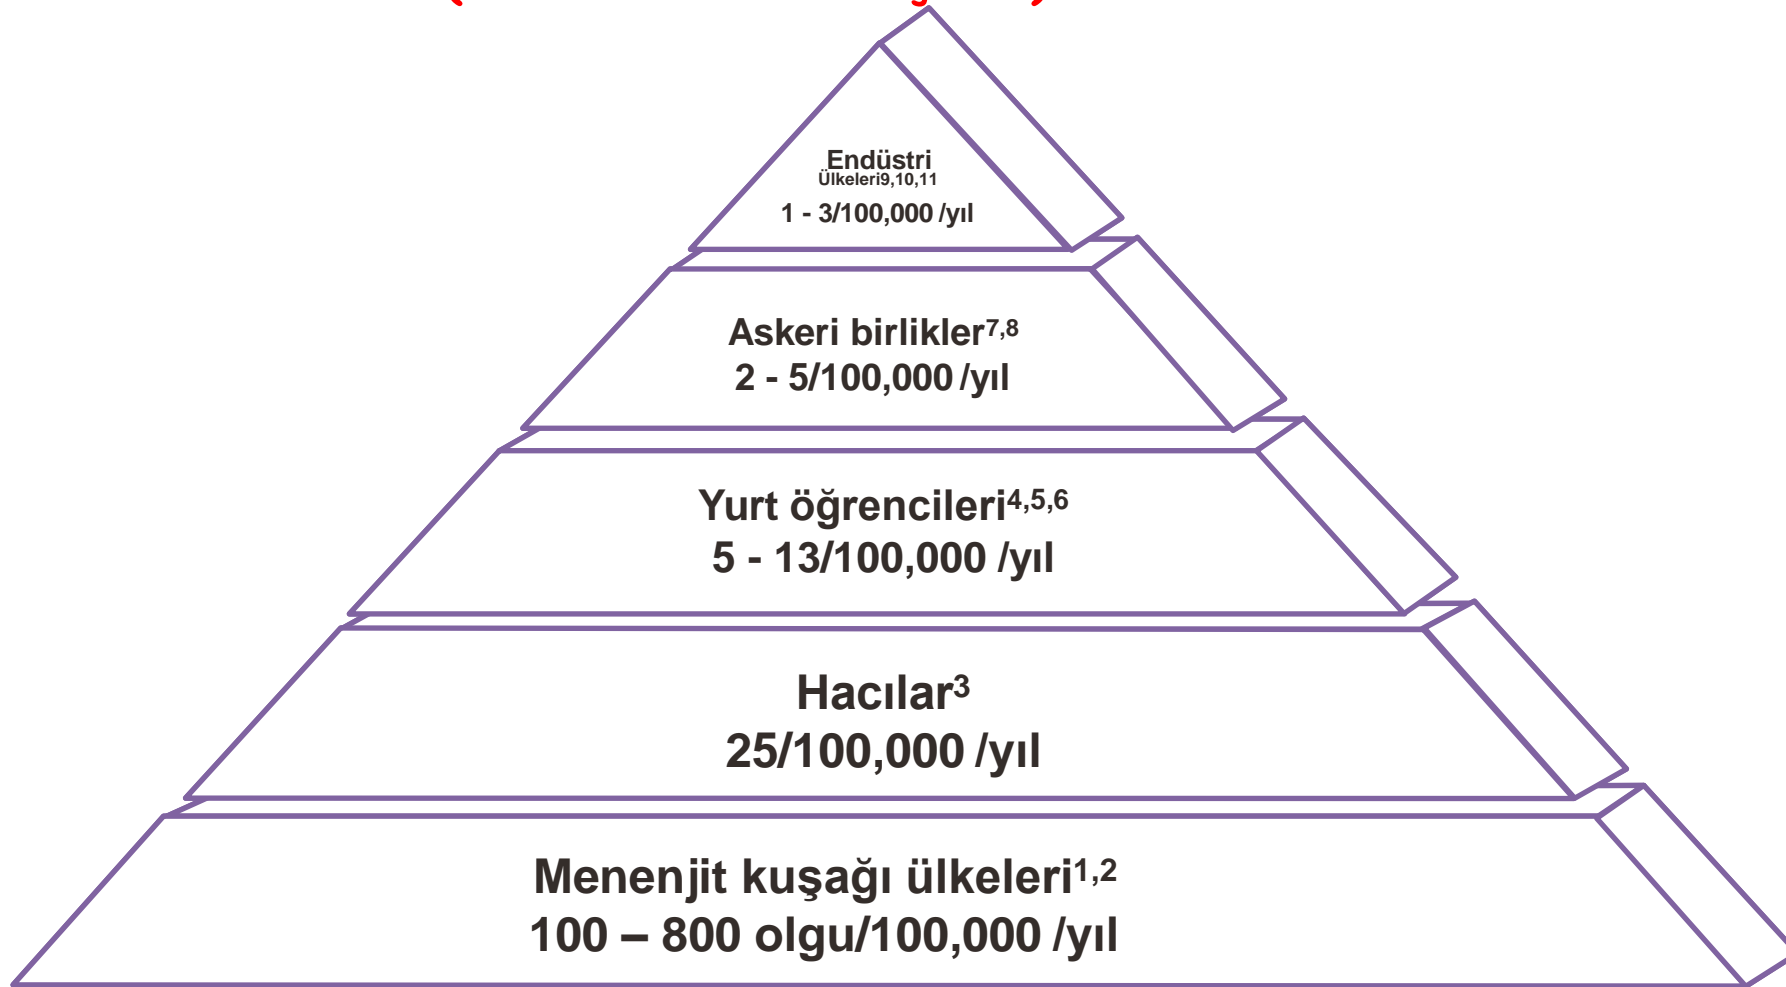 Endüstri
Ülkeleri9,10,11
1 - 3/100,000 /yıl
Askeri birlikler7,8
2 - 5/100,000 /yıl
Yurt öğrencileri4,5,6
5 - 13/100,000 /yıl
Hacılar3
25/100,000 /yıl
Menenjit kuşağı ülkeleri1,2
100 – 800 olgu/100,000 /yıl